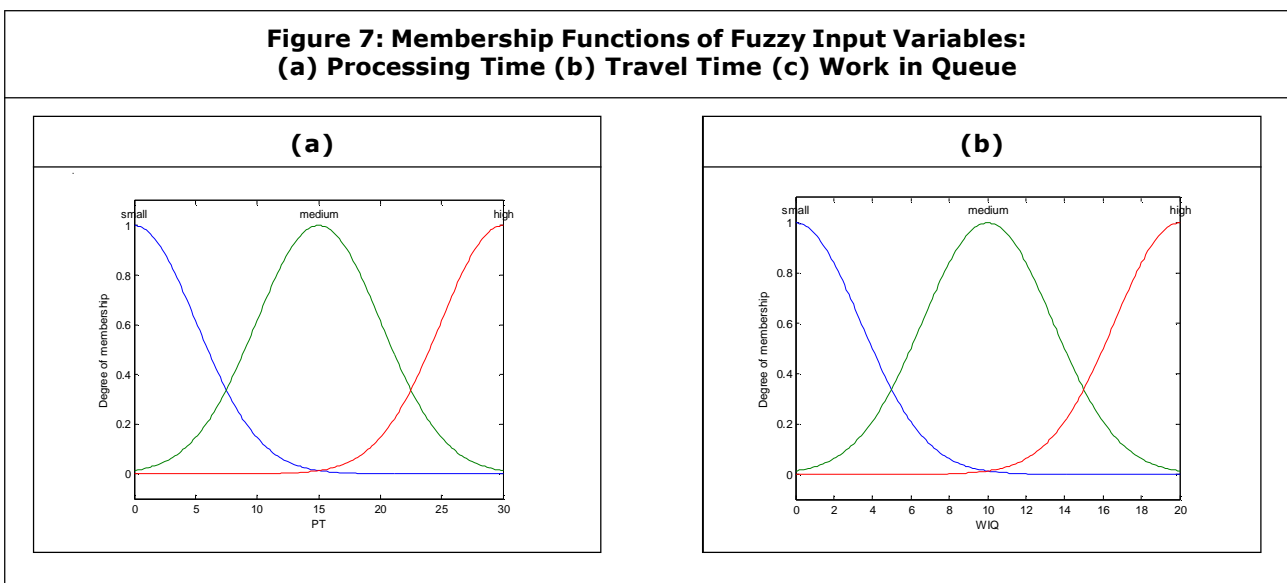 Figure 7: Membership Functions of Fuzzy Input Variables:
(a) Processing Time (b) Travel Time (c) Work in Queue
(a)
small medium high
1
0.8
0.6
0.4
0.2
0
Degree of membership
0 5 10 15 20 25 30
PT
(b)
small medium high
1
0.8
0.6
0.4
0.2
0
Degree of membership
0 2 4 6 8 10 12 14 16 18 20
WIQ